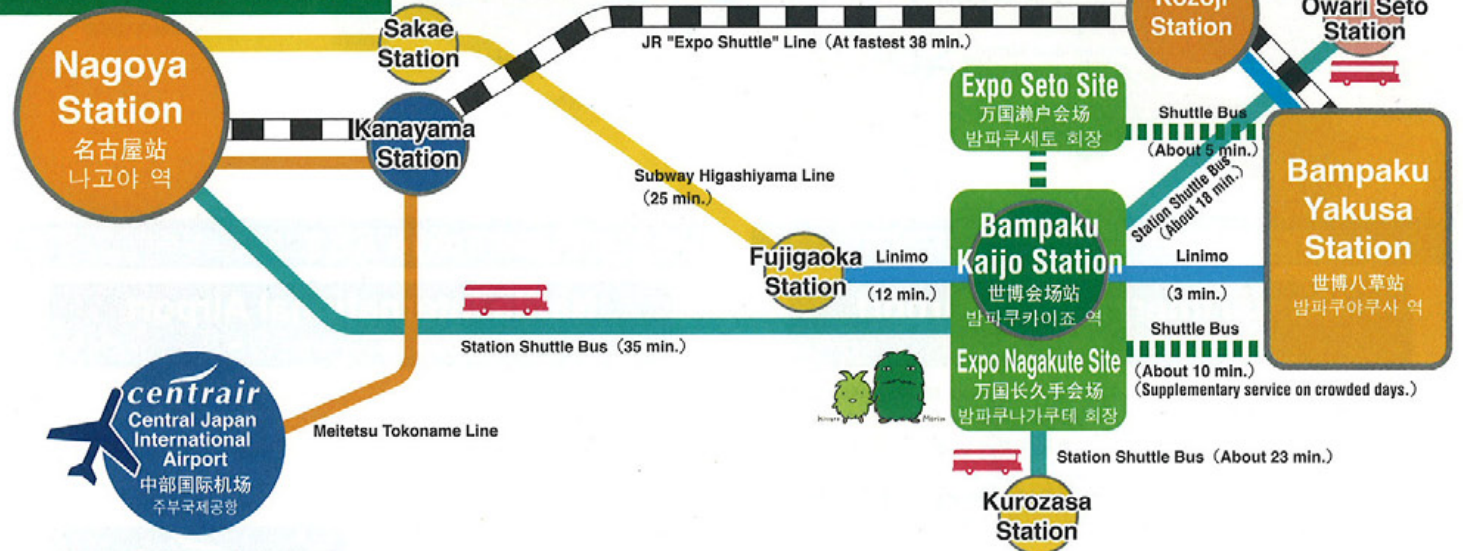 Sakae
Station
Kozoji
Station
Owari Seto
Station
JR "Expo Shuttle" Line (At fastest 38 min.)
Nagoya
Station
名古屋站
나고야 역
Kanayama
Station
Expo Seto Site
万国濑户会场
밤파쿠세토 회장
Shuttle Bus
(About 5 min.)
Station Shuttle Bus
(About 18 min.)
Bampaku
Yakusa
Station
世博八草站
밤파쿠야쿠사 역
Subway Higashiyama Line
(25 min.)
Fujigaoka
Station
Linimo
(12 min.)
Bampaku
Kaijo Station
世博会场站
밤파쿠카이죠 역
Linimo
(3 min.)
Station Shuttle Bus (35 min.)
Expo Nagakute Site
万国长久手会场
밤파쿠나가쿠테 회장
Shuttle Bus
(About 10 min.)
(Supplementary service on crowded days.)
centrair
Central Japan
International
Airport
中部国际机场
주부국제공항
Meitetsu Tokoname Line
Station Shuttle Bus (About 23 min.)
Kurozasa
Station